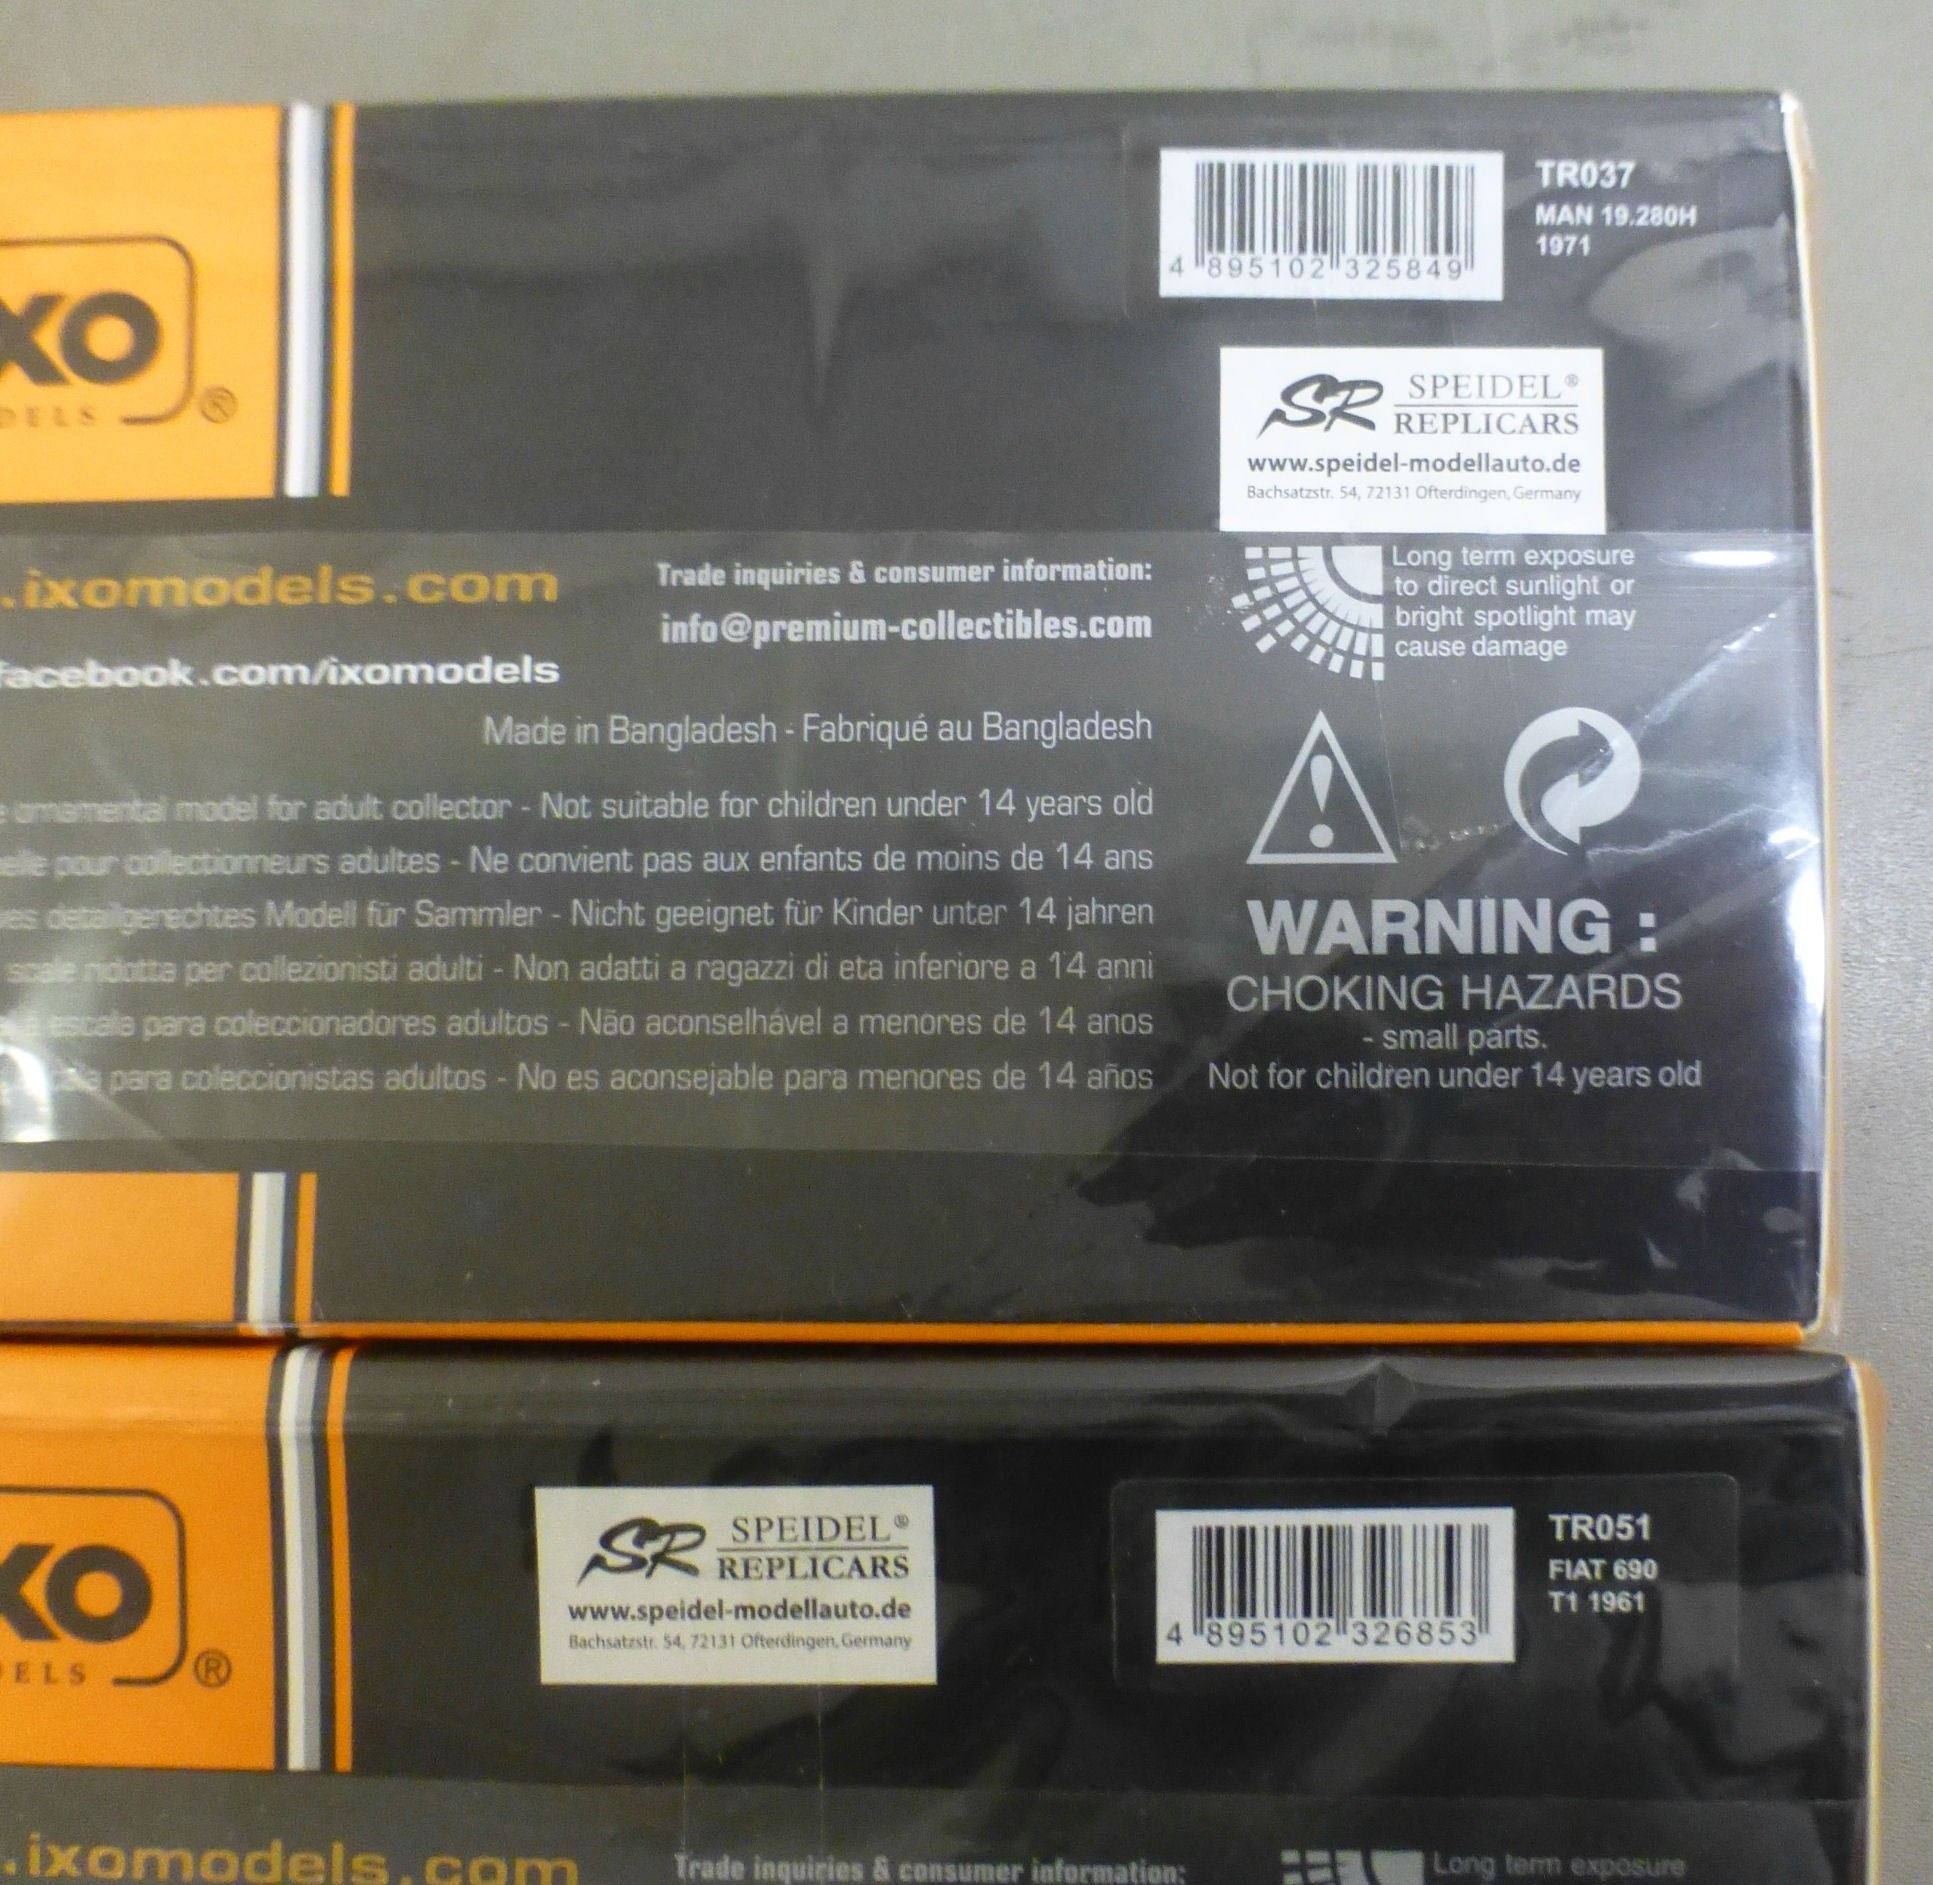 TR037
MAN 19.280H
1971
4 895102 325849
XO
®
DELS
SR SPEIDEL®
REPLICARS
www.speidel-modellauto.de
Bachsatzstr. 54, 72131 Ofterdingen, Germany
.ixomodels.com
facebook.com/ixomodels
Trade inquiries & consumer information:
info@premium-collectibles.com
Made in Bangladesh - Fabriqué au Bangladesh
ornamental model for adult collector - Not suitable for children under 14 years old
pour collectionneurs adultes - Ne convient pas aux enfants de moins de 14 ans
detailgerechtes Modell für Sammler - Nicht geeignet für Kinder unter 14 jahren
scale ridotta per collezionisti adulti - Non adatti a ragazzi di eta inferiore a 14 anni
escala para coleccionadores adultos - Não aconselhável a menores de 14 anos
para coleccionistas adultos - No es aconsejable para menores de 14 años
Long term exposure
to direct sunlight or
bright spotlight may
cause damage
WARNING :
CHOKING HAZARDS
- small parts.
Not for children under 14 years old
XO
®
ELS
SR SPEIDEL®
REPLICARS
www.speidel-modellauto.de
Bachsatzstr. 54, 72131 Ofterdingen, Germany
4 895102 326853
TR051
FIAT 690
T1 1961
.ixomodels.com
Trade inquiries & consumer information:
Long term exposure